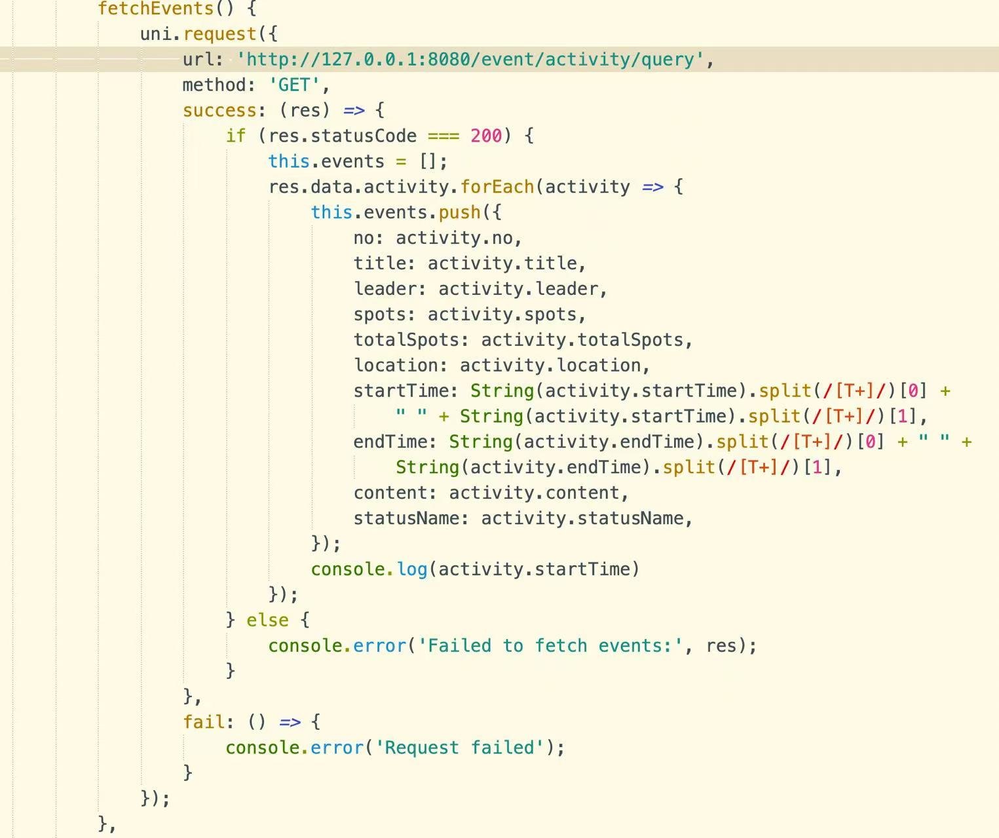 fetchEvents() {
uni.request({
url: 'http://127.0.0.1:8080/event/activity/query',
method: 'GET',
success: (res) => {
if (res.statusCode === 200) {
this.events = [];
res.data.activity.forEach(activity => {
this.events.push({
no: activity.no,
title: activity.title,
leader: activity.leader,
spots: activity.spots,
totalSpots: activity.totalSpots,
location: activity.location,
startTime: String(activity.startTime).split(/[T+]/)[0] +
" " + String(activity.startTime).split(/[T+]/)[1],
endTime: String(activity.endTime).split(/[T+]/)[0] + " " +
String(activity.endTime).split(/[T+]/)[1],
content: activity.content,
statusName: activity.statusName,
});
console.log(activity.startTime)
});
} else {
console.error('Failed to fetch events:', res);
}
},
fail: () => {
console.error('Request failed');
}
});
},